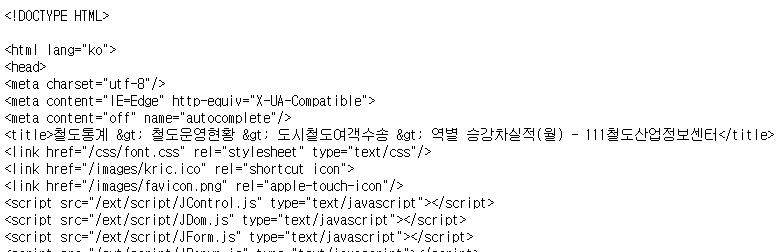 <!DOCTYPE HTML>
<html lang="ko">
<head>
<meta charset="utf-8"/>
<meta content="IE=Edge" http-equiv="X-UA-Compatible">
<meta content="off" name="autocomplete"/>
<title>철도통계 &gt; 철도운영현황 &gt; 도시철도여객수송 &gt; 역별 승강차실적(월) - 111철도산업정보센터</title>
<link href="/css/font.css" rel="stylesheet" type="text/css"/>
<link href="/images/kric.ico" rel="shortcut icon">
<link href="/images/favicon.png" rel="apple-touch-icon"/>
<script src="/ext/script/JControl.js" type="text/javascript"></script>
<script src="/ext/script/JDom.js" type="text/javascript"></script>
<script src="/ext/script/JForm.js" type="text/javascript"></script>